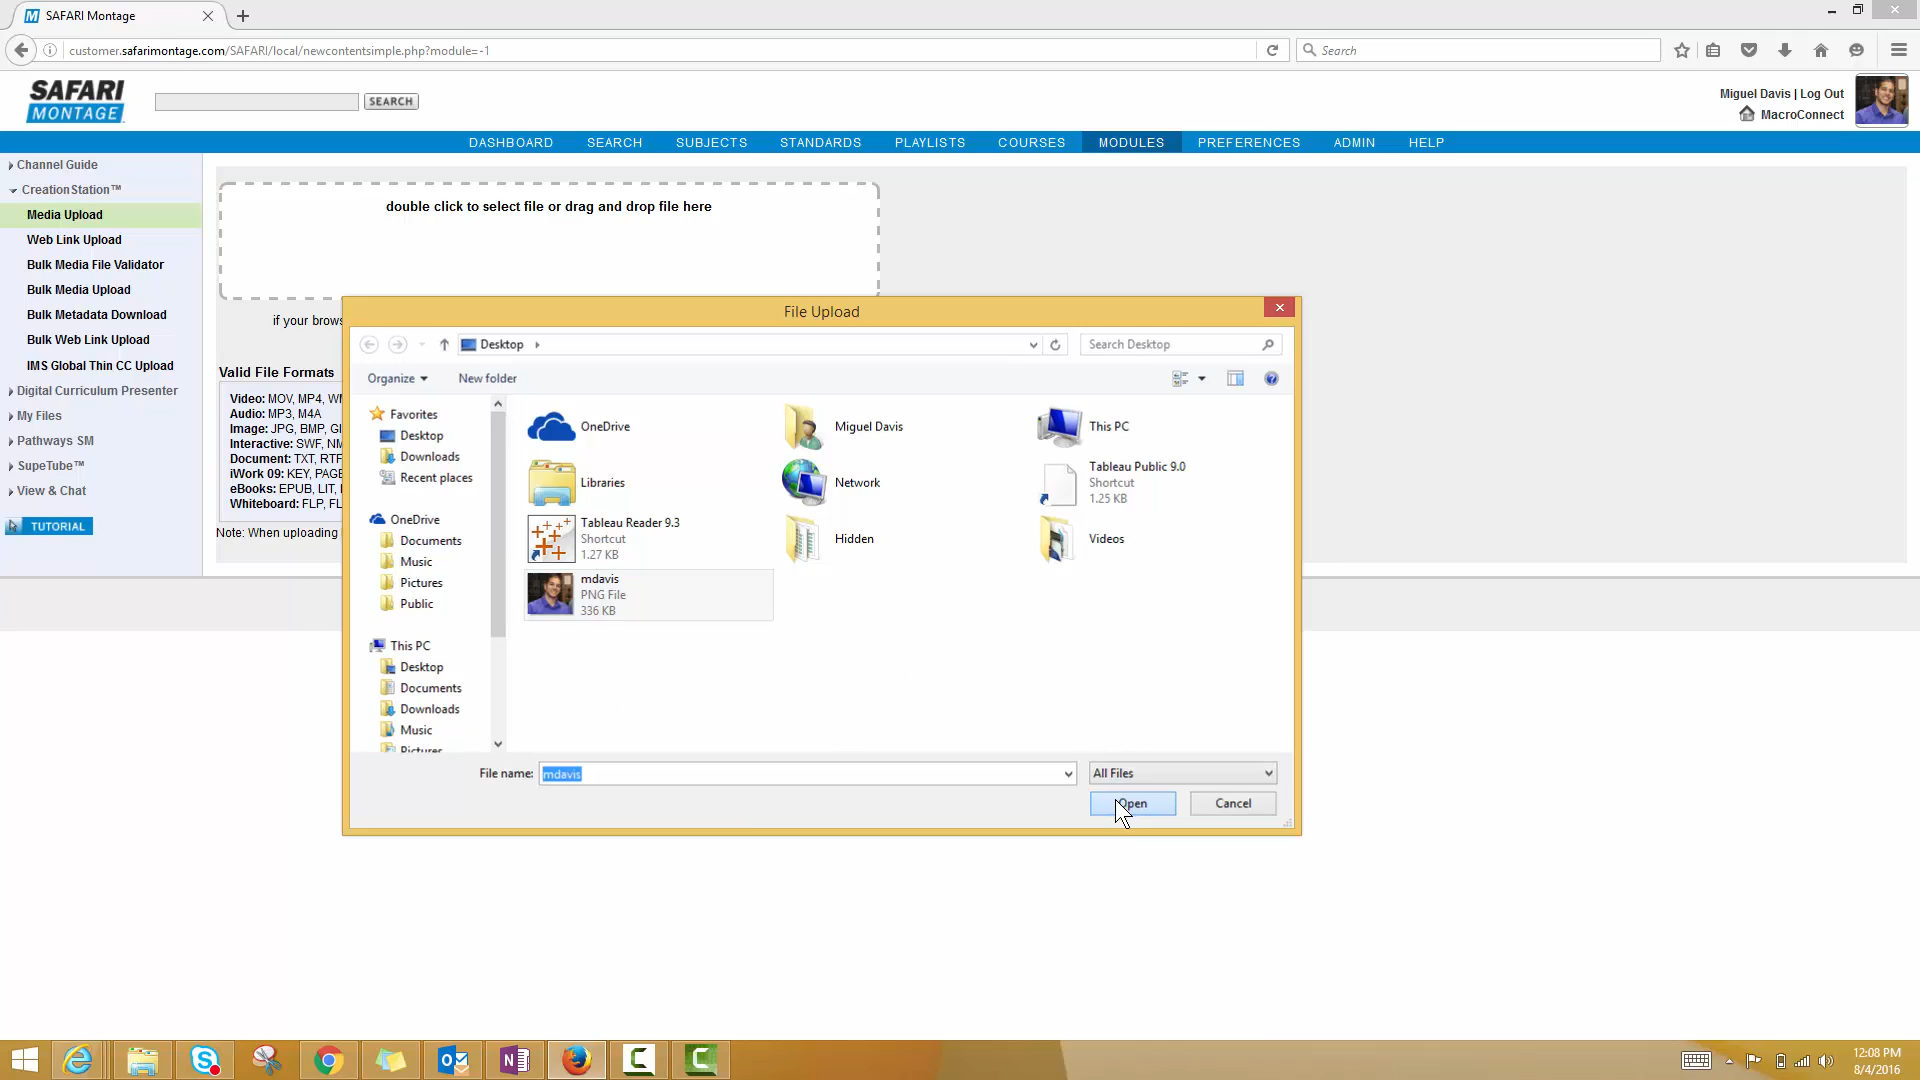 SAFARI Montage
customer.safarimontage.com/SAFARI/local/newcontentsimple.php?module=-1
Search
SAFARI
MONTAGE
SEARCH
Miguel Davis | Log Out
MacroConnect
DASHBOARD SEARCH SUBJECTS STANDARDS PLAYLISTS COURSES MODULES PREFERENCES ADMIN HELP
Channel Guide
CreationStation™
Media Upload
Web Link Upload
Bulk Media File Validator
Bulk Media Upload
Bulk Metadata Download
Bulk Web Link Upload
IMS Global Thin CC Upload
Digital Curriculum Presenter
My Files
Pathways SM
SupeTube™
View & Chat
TUTORIAL
double click to select file or drag and drop file here
if your brows
Valid File Formats
Video: MOV, MP4, WM
Audio: MP3, M4A
Image: JPG, BMP, GI
Interactive: SWF, NM
Document: TXT, RTF
iWork 09: KEY, PAGE
eBooks: EPUB, LIT,
Whiteboard: FLP, FL
Note: When uploading
File Upload
Desktop
Search Desktop
Organize
New folder
Favorites
Desktop
Downloads
Recent places
OneDrive
Documents
Music
Pictures
Public
This PC
Desktop
Documents
Downloads
Music
Pictures
OneDrive
Miguel Davis
This PC
Libraries
Network
Tableau Public 9.0
Shortcut
1.25 KB
Tableau Reader 9.3
Shortcut
1.27 KB
Hidden
Videos
mdavis
PNG File
336 KB
File name: mdavis
All Files
Open
Cancel
12:08 PM
8/4/2016